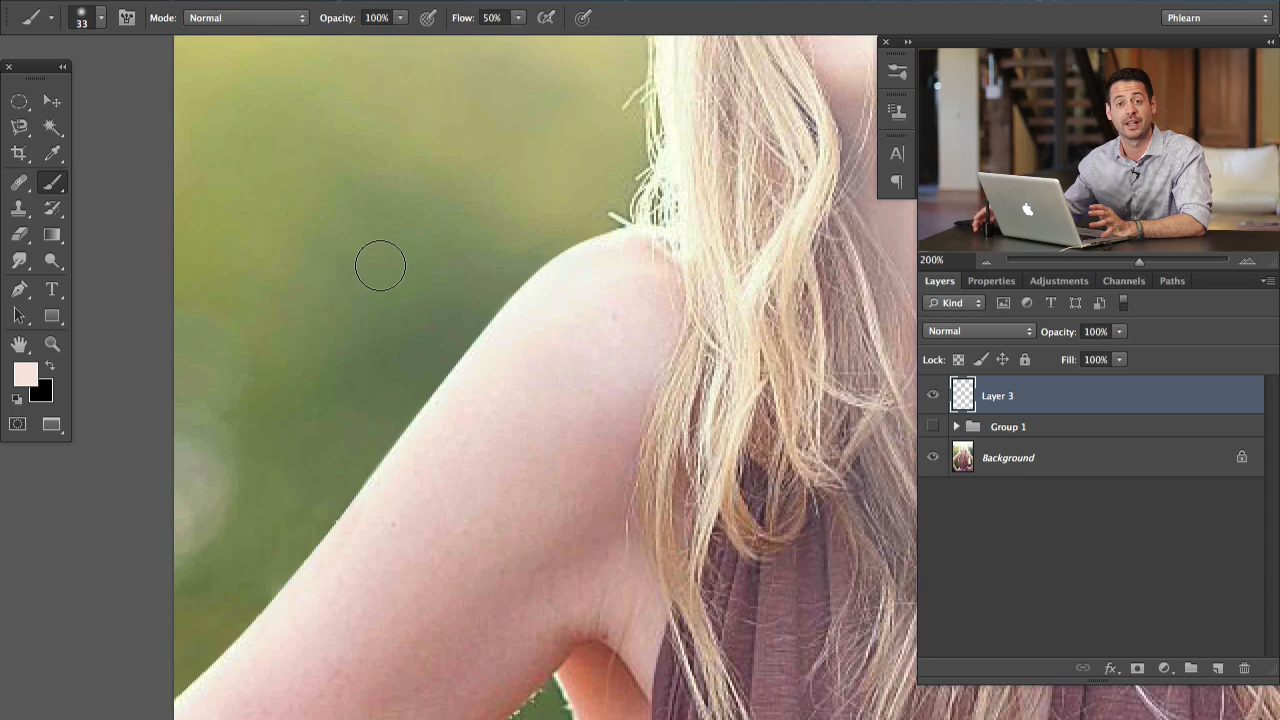 33 Mode: Normal Opacity: 100% Flow: 50% Phlearn
A
T
200%
Layers Properties Adjustments Channels Paths
Kind T
Normal Opacity: 100%
Lock: Fill: 100%
Layer 3
Group 1
Background
fx